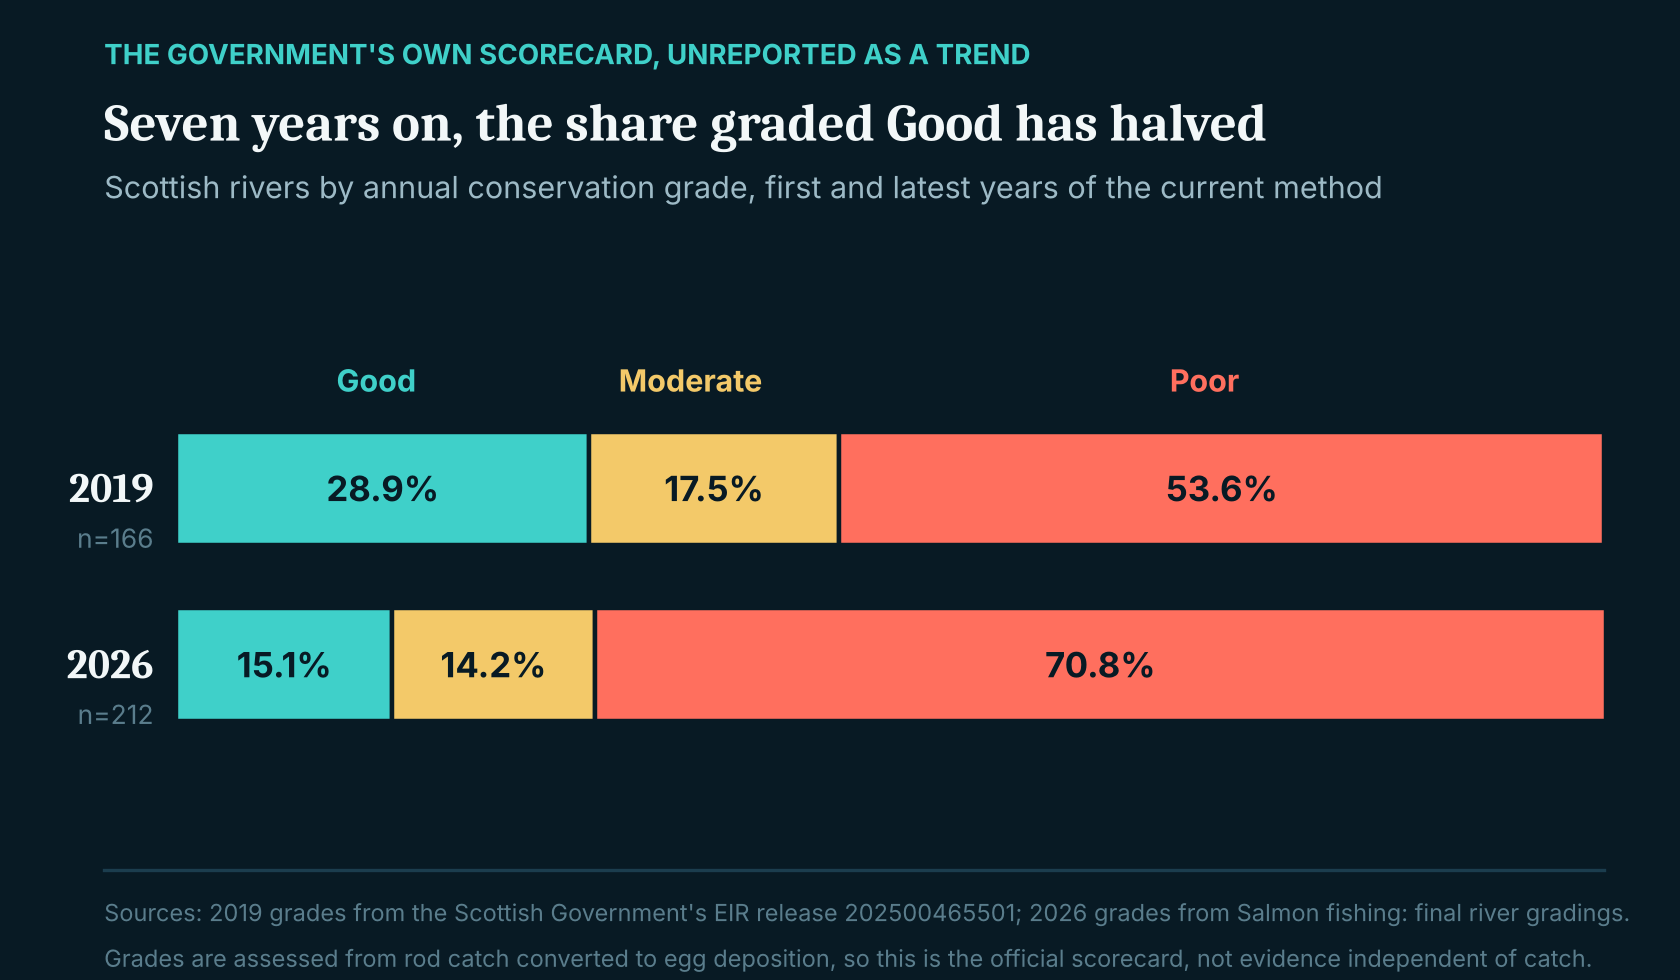 THE GOVERNMENT'S OWN SCORECARD, UNREPORTED AS A TREND
Seven years on, the share graded Good has halved
Scottish rivers by annual conservation grade, first and latest years of the current method
Good Moderate Poor
2019
n=166
28.9% 17.5% 53.6%
2026
n=212
15.1% 14.2% 70.8%
Sources: 2019 grades from the Scottish Government's EIR release 202500465501; 2026 grades from Salmon fishing: final river gradings.
Grades are assessed from rod catch converted to egg deposition, so this is the official scorecard, not evidence independent of catch.